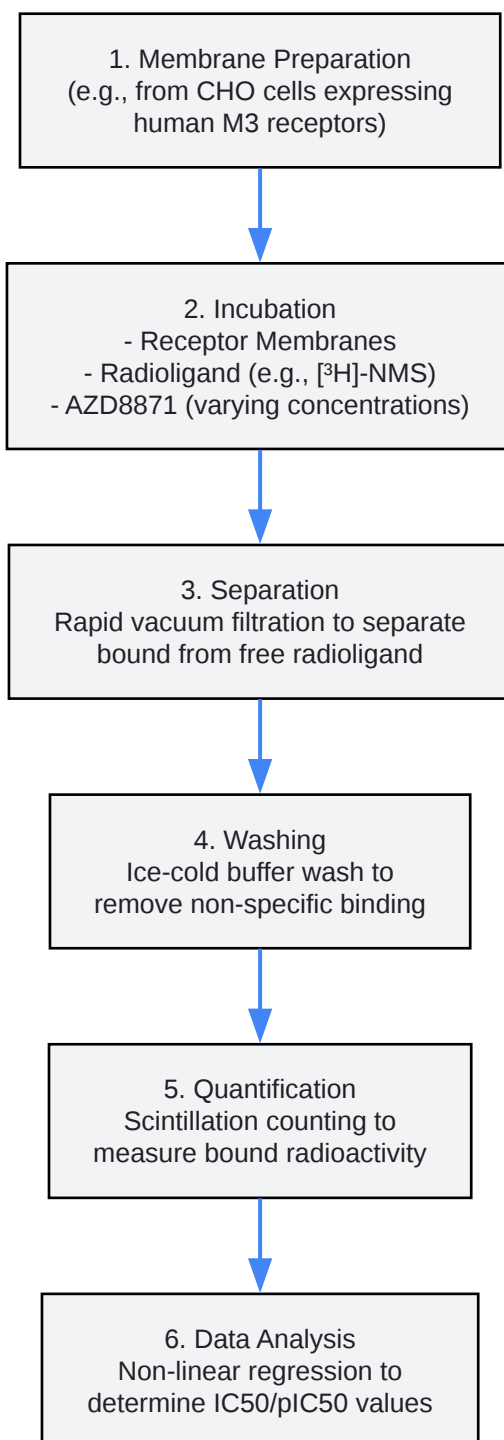 1. Membrane Preparation
(e.g., from CHO cells expressing
human M3 receptors)
2. Incubation
- Receptor Membranes
- Radioligand (e.g., [³H]-NMS)
- AZD8871 (varying concentrations)
3. Separation
Rapid vacuum filtration to separate
bound from free radioligand
4. Washing
Ice-cold buffer wash to
remove non-specific binding
5. Quantification
Scintillation counting to
measure bound radioactivity
6. Data Analysis
Non-linear regression to
determine IC50/pIC50 values